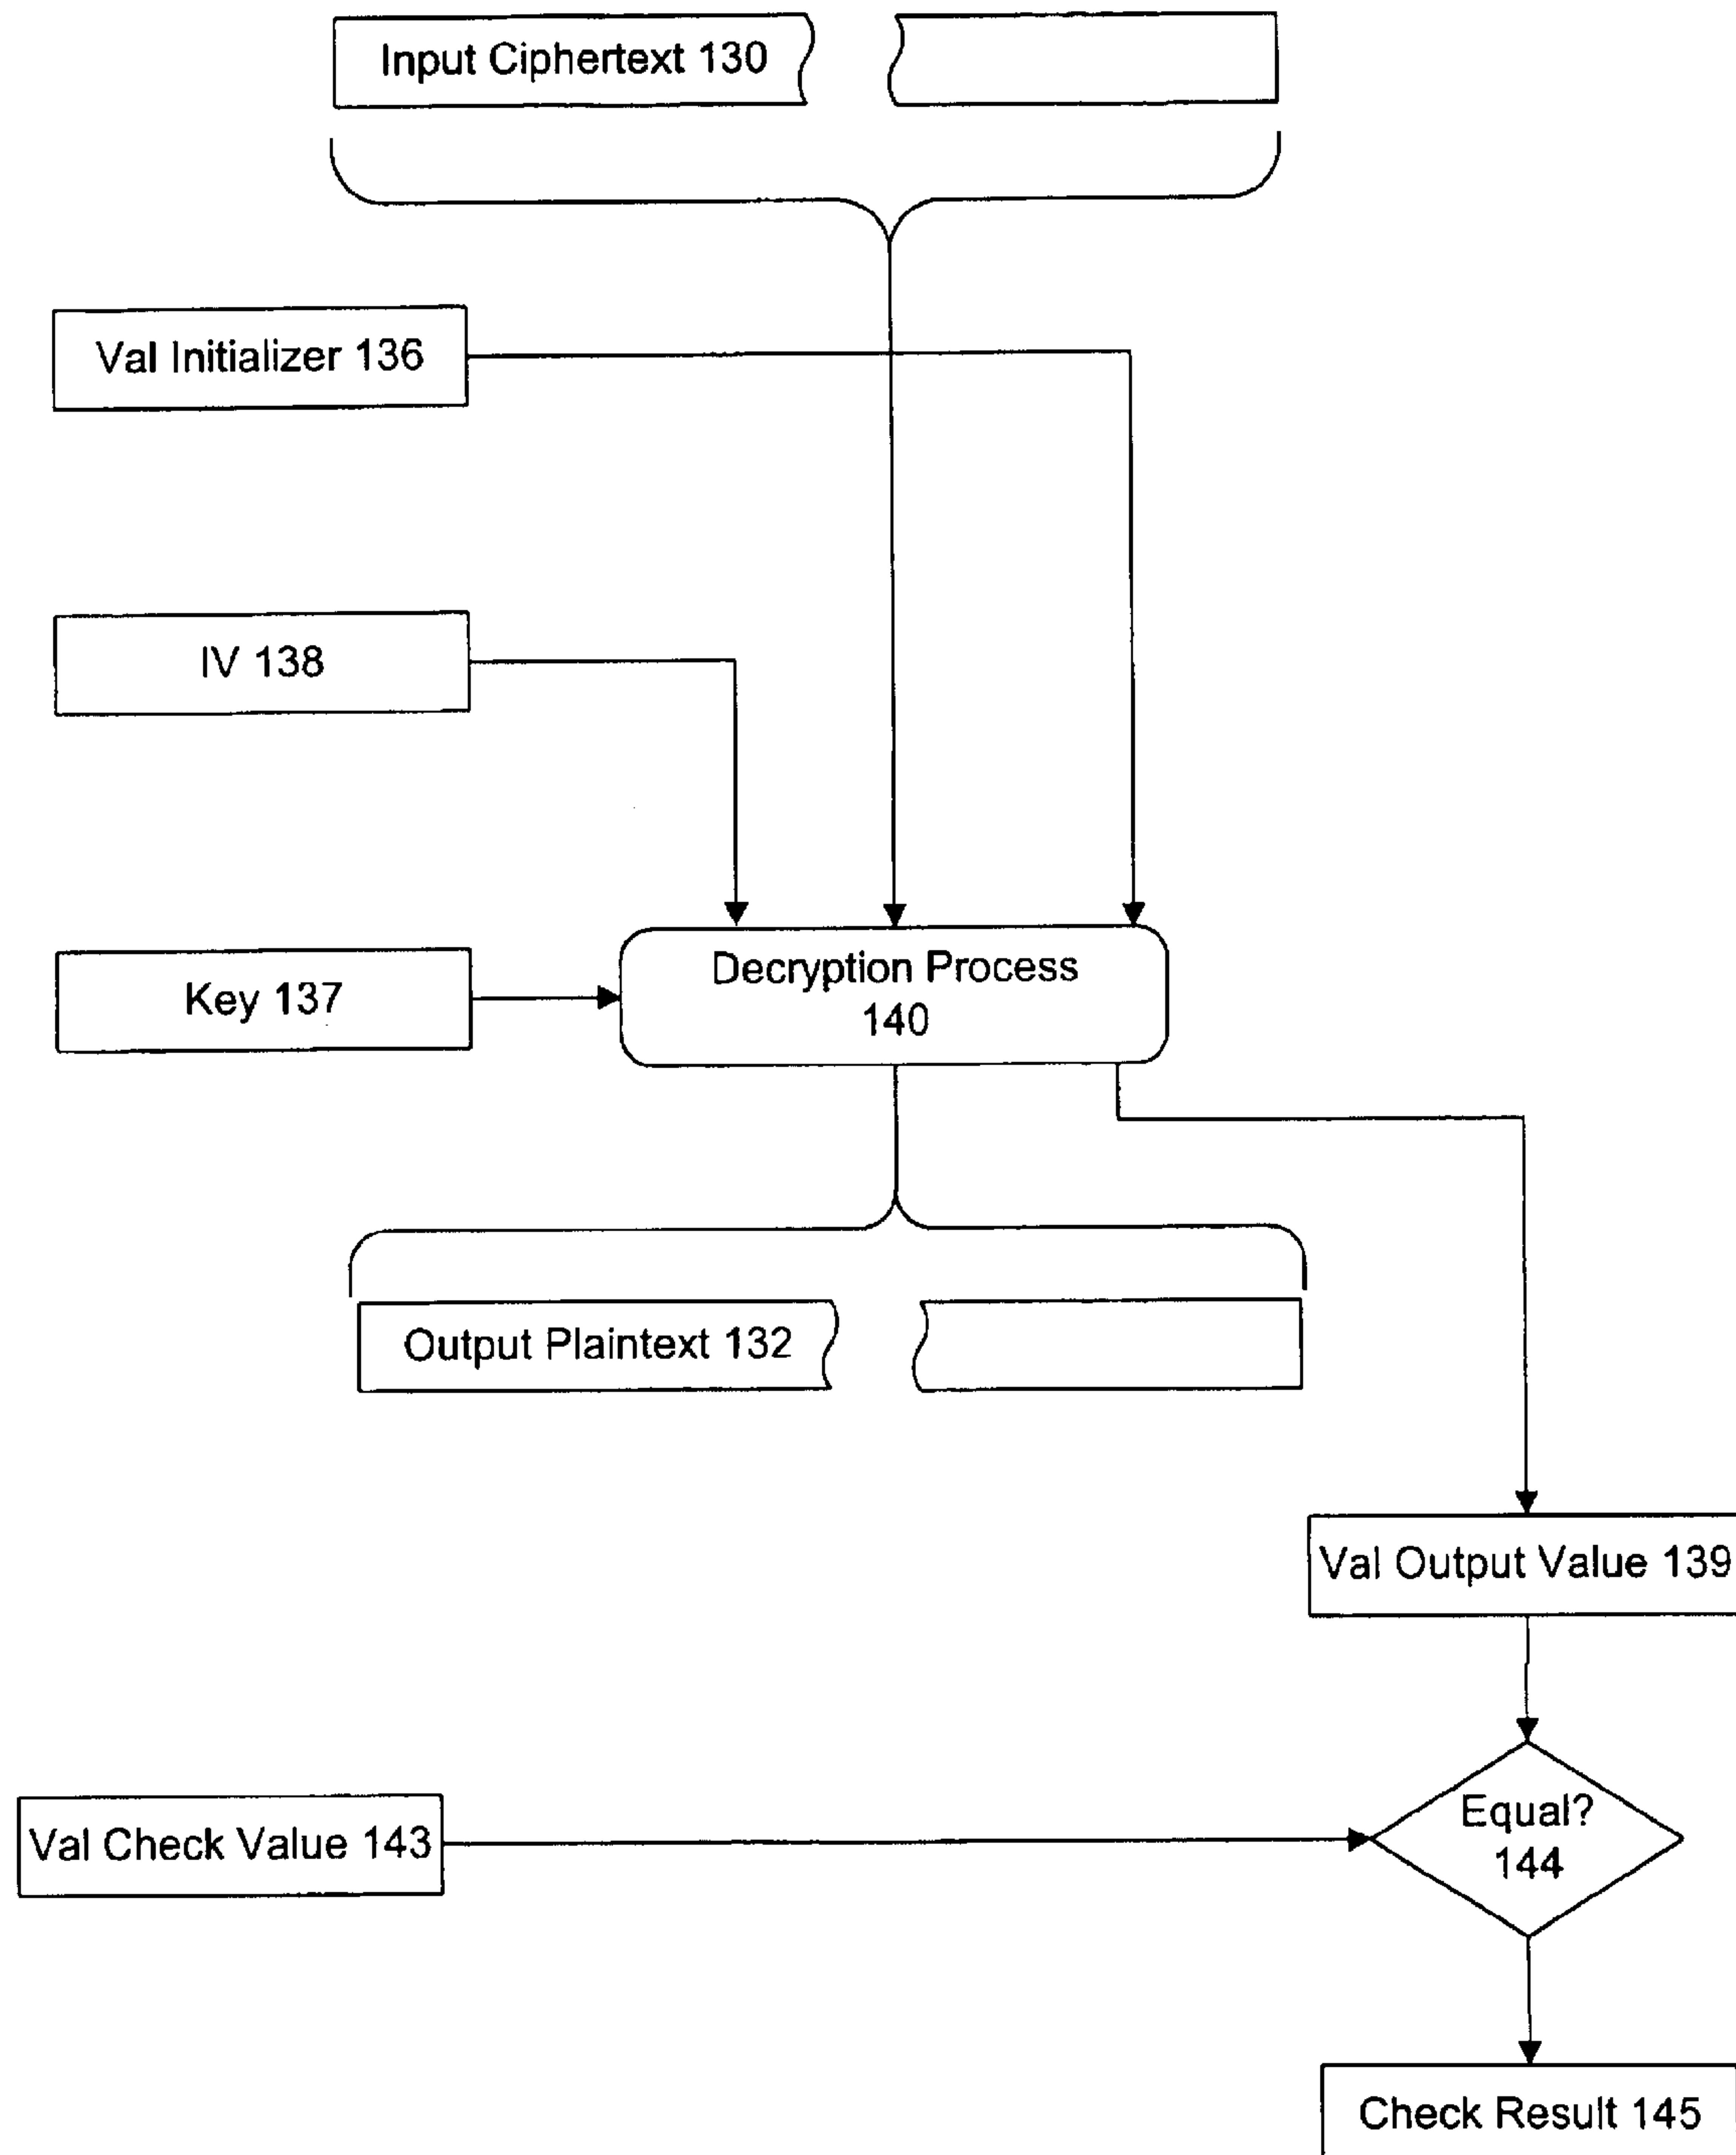 Input Ciphertext 130
Val Initializer 136
IV 138
Key 137
Decryption Process
140
Output Plaintext 132
Val Output Value 139
Val Check Value 143
Equal?
144
Check Result 145